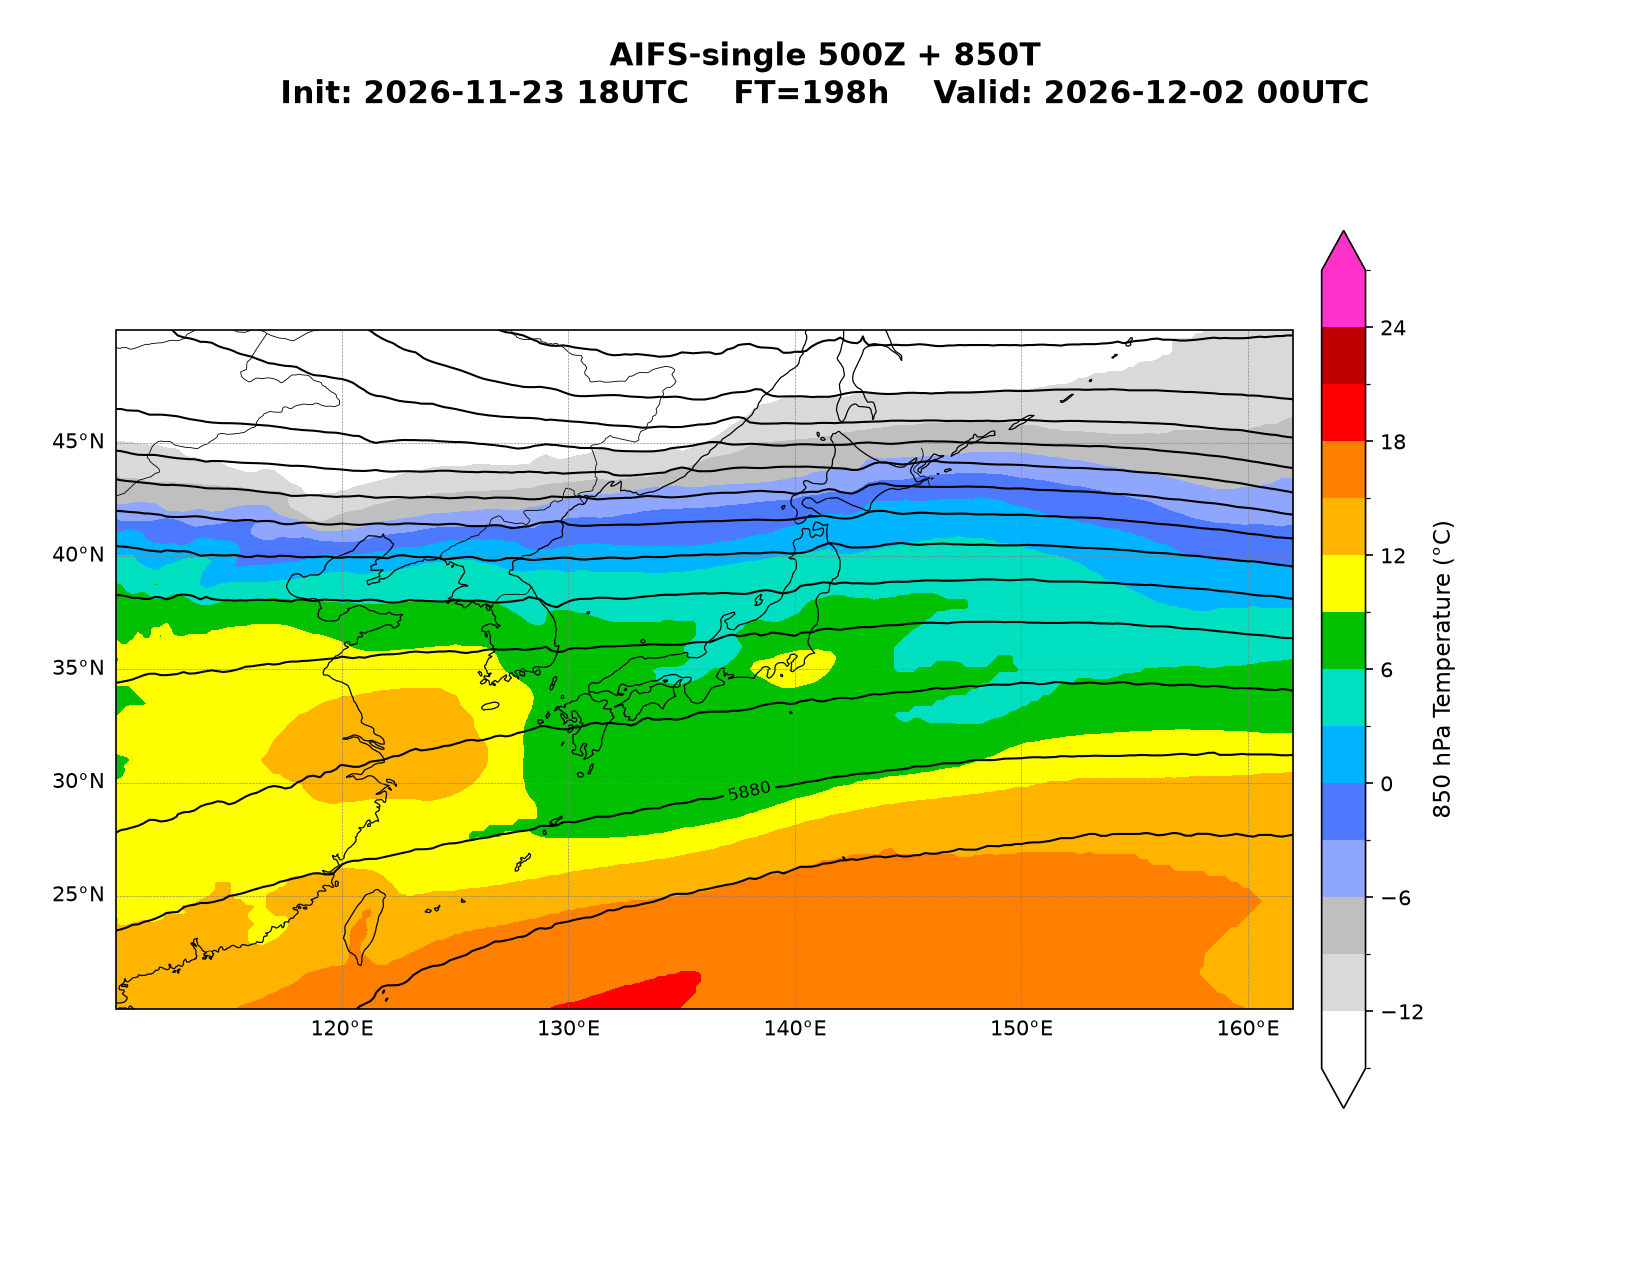 AIFS-single 500Z + 850T
Init: 2026-11-23 18UTC    FT=198h    Valid: 2026-12-02 00UTC
45°N
40°N
35°N
30°N
25°N
5880
120°E
130°E
140°E
150°E
160°E
24
18
12
6
0
−6
−12
850 hPa Temperature (°C)